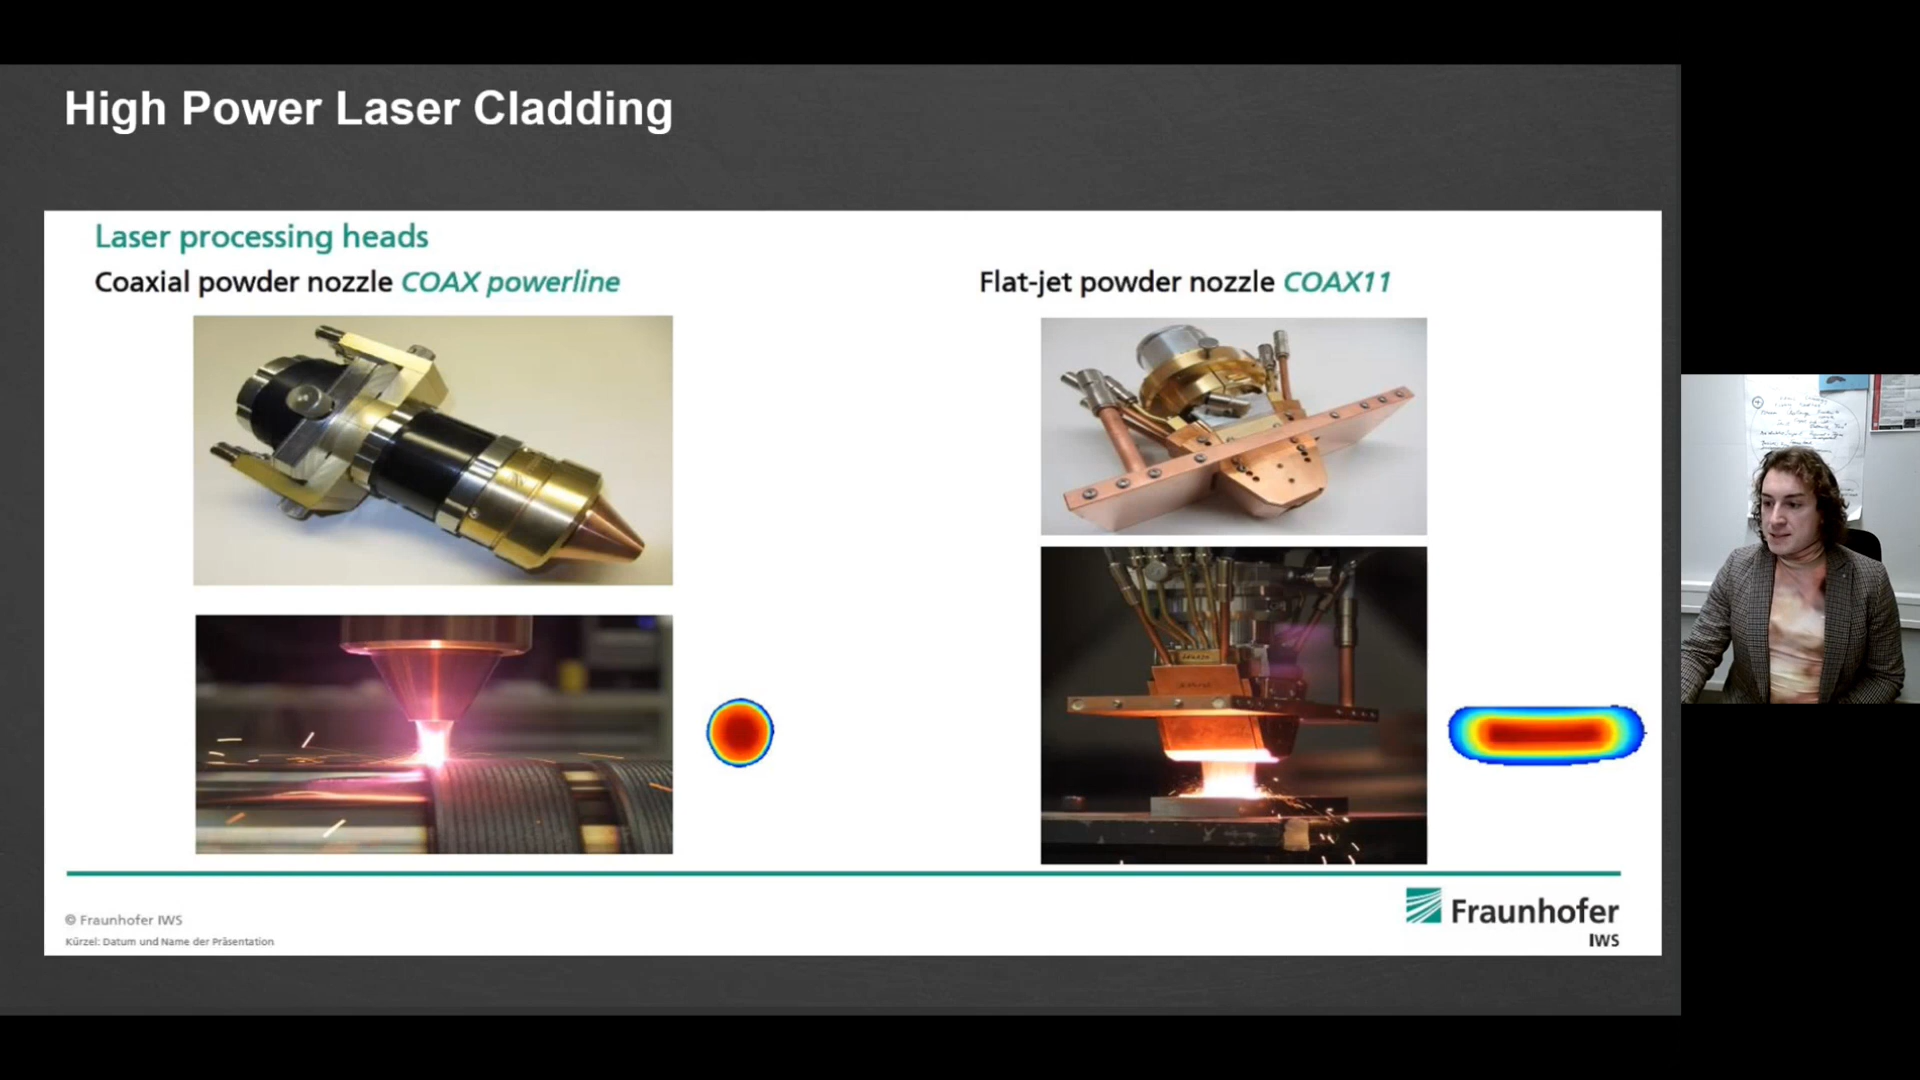 High Power Laser Cladding
Laser processing heads
Coaxial powder nozzle COAX powerline
Flat-jet powder nozzle COAX11
© Fraunhofer IWS
Kürzel: Datum und Name der Präsentation
Fraunhofer
IWS